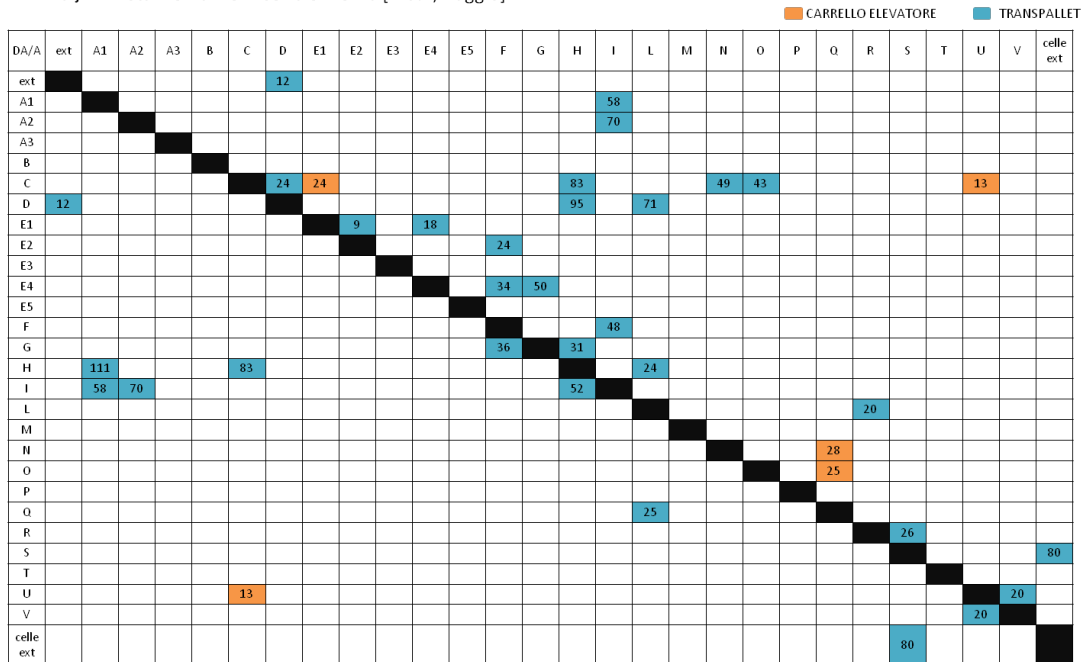 CARRELLO ELEVATORE TRANSPALLET
DA/A ext A1 A2 A3 B C D E1 E2 E3 E4 E5 F G H I L M N O P Q R S T U V celle ext
ext 12
A1 58
A2 70
A3
B
C 24 24 83 49 43 13
D 12 95 71
E1 9 18
E2 24
E3
E4 34 50
E5
F 48
G 36 31
H 111 83 24
I 58 70 52
L 20
M
N 28
O 25
P
Q 25
R 26
S 80
T
U 13 20
V 20
celle ext 80